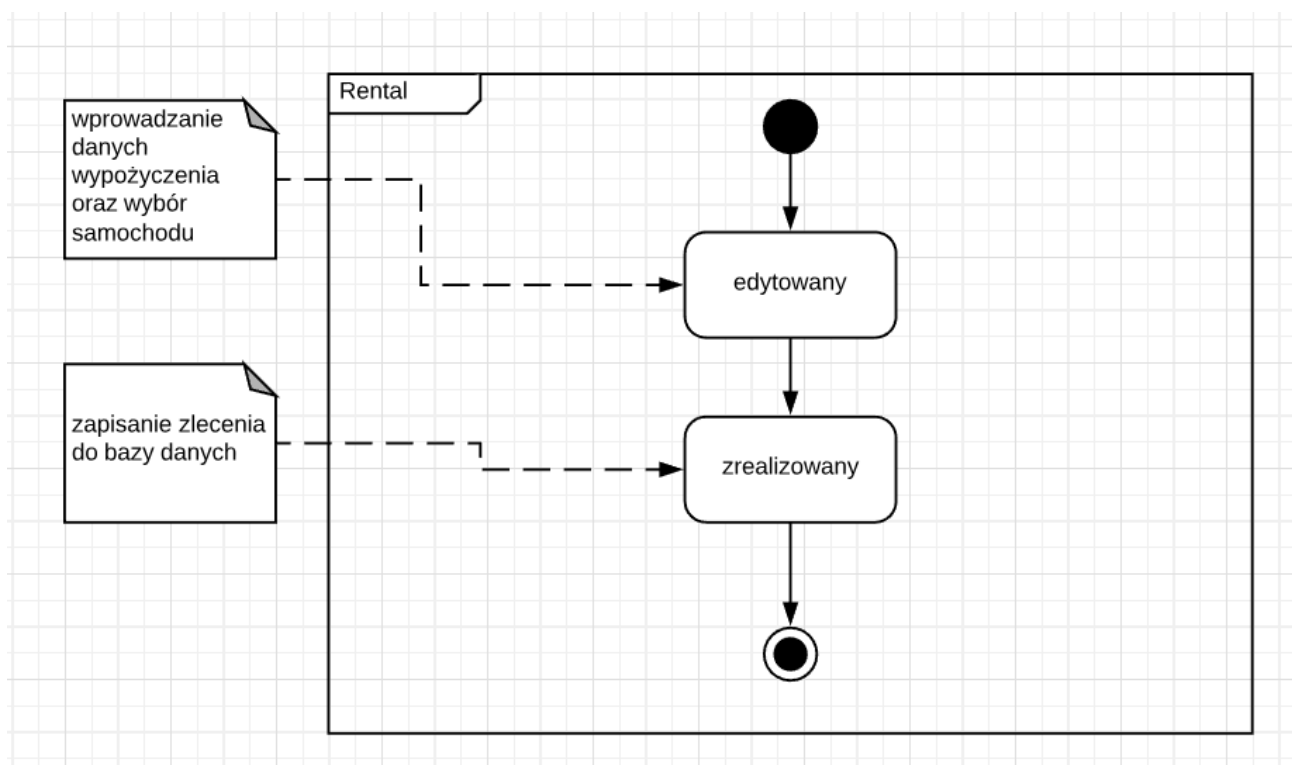 Rental
wprowadzanie
danych
wypożyczenia
oraz wybór
samochodu
edytowany
zapisanie zlecenia
do bazy danych
zrealizowany